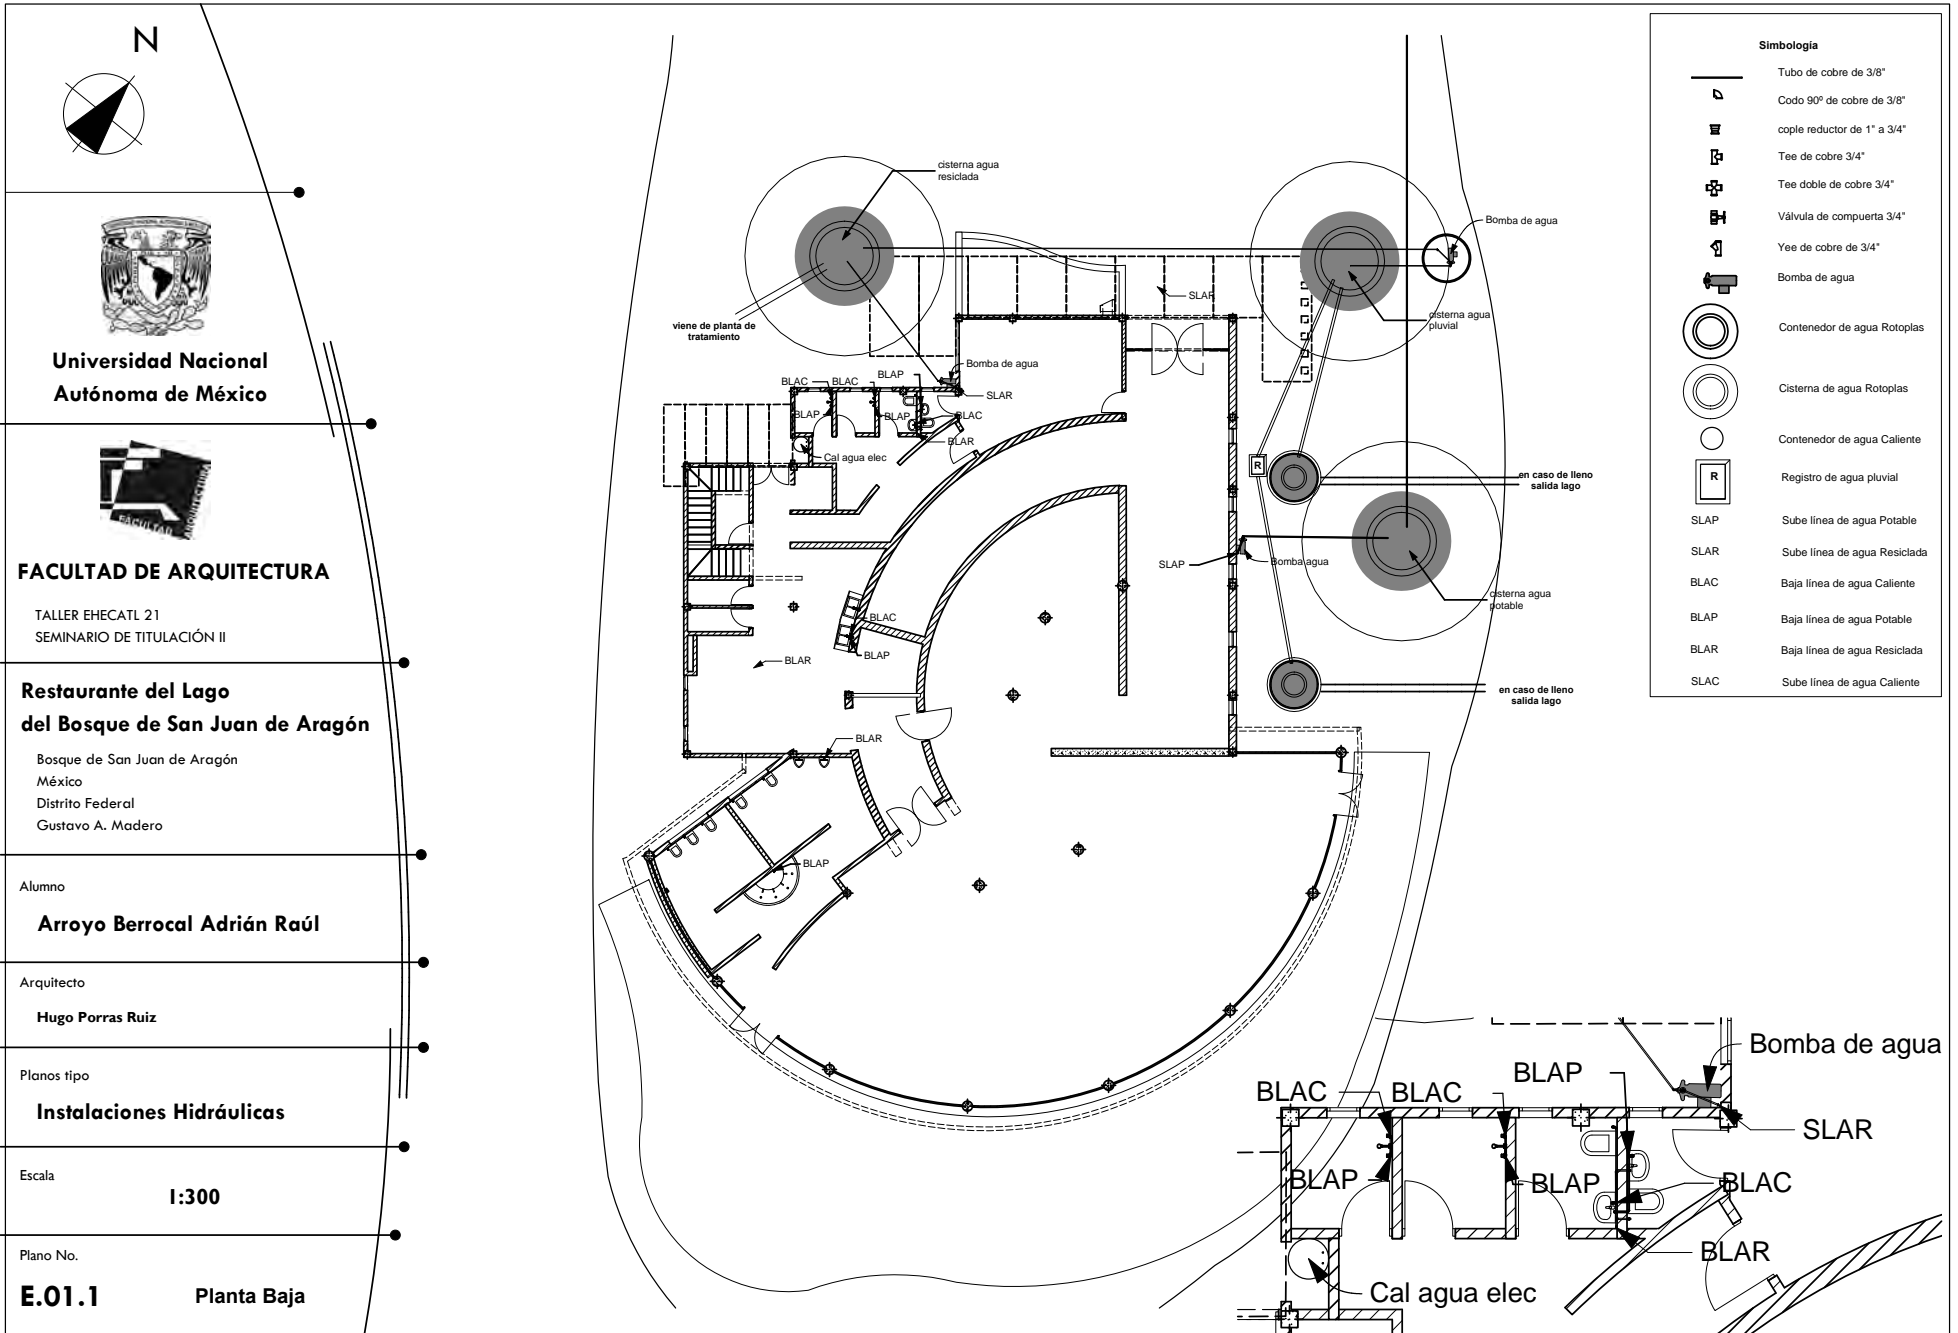 N
Universidad Nacional
Autónoma de México
FACULTAD
FACULTAD DE ARQUITECTURA
TALLER EHECATL 21
SEMINARIO DE TITULACIÓN II
Restaurante del Lago
del Bosque de San Juan de Aragón
Bosque de San Juan de Aragón
México
Distrito Federal
Gustavo A. Madero
Alumno
Arroyo Berrocal Adrián Raúl
Arquitecto
Hugo Porras Ruiz
Planos tipo
Instalaciones Hidráulicas
Escala
1:300
Plano No.
E.01.1
Planta Baja
cisterna agua
resiclada
viene de planta de
tratamiento
Bomba de agua
SLAR
cisterna agua
pluvial
Bomba de agua
BLAC
BLAC
BLAP
SLAR
BLAP
BLAP
BLAC
BLAR
Cal agua elec
R
en caso de lleno
salida lago
SLAP
Bomba agua
cisterna agua
potable
BLAC
BLAP
BLAR
en caso de lleno
salida lago
BLAR
BLAP
Simbología
Tubo de cobre de 3/8"
Codo 90º de cobre de 3/8"
cople reductor de 1" a 3/4"
Tee de cobre 3/4"
Tee doble de cobre 3/4"
Válvula de compuerta 3/4"
Yee de cobre de 3/4"
Bomba de agua
Contenedor de agua Rotoplas
Cisterna de agua Rotoplas
Contenedor de agua Caliente
R Registro de agua pluvial
SLAP Sube línea de agua Potable
SLAR Sube línea de agua Resiclada
BLAC Baja línea de agua Caliente
BLAP Baja línea de agua Potable
BLAR Baja línea de agua Resiclada
SLAC Sube línea de agua Caliente
Bomba de agua
BLAP
BLAC
BLAC
SLAR
BLAP
BLAP
BLAC
BLAR
Cal agua elec